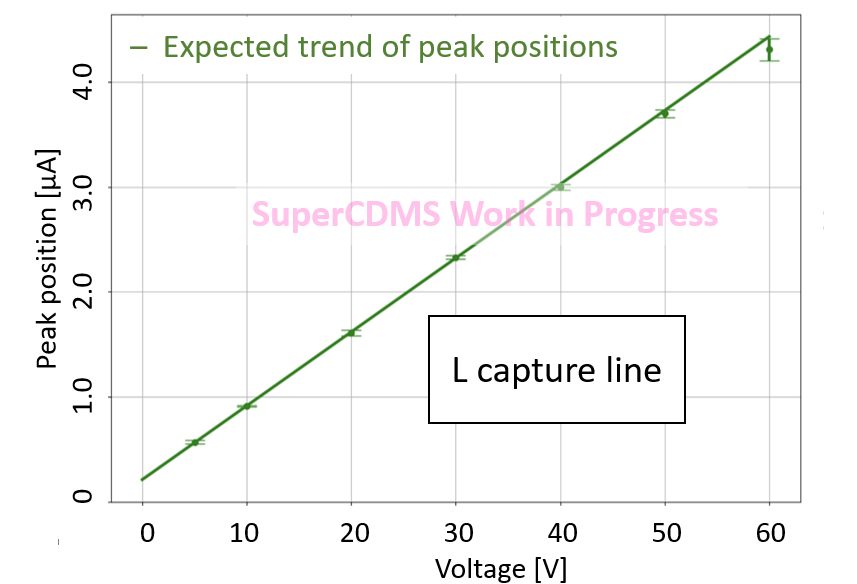 – Expected trend of peak positions
4.0
3.0
2.0
1.0
0
Peak position [μA]
SuperCDMS Work in Progress
L capture line
0 10 20 30 40 50 60
Voltage [V]